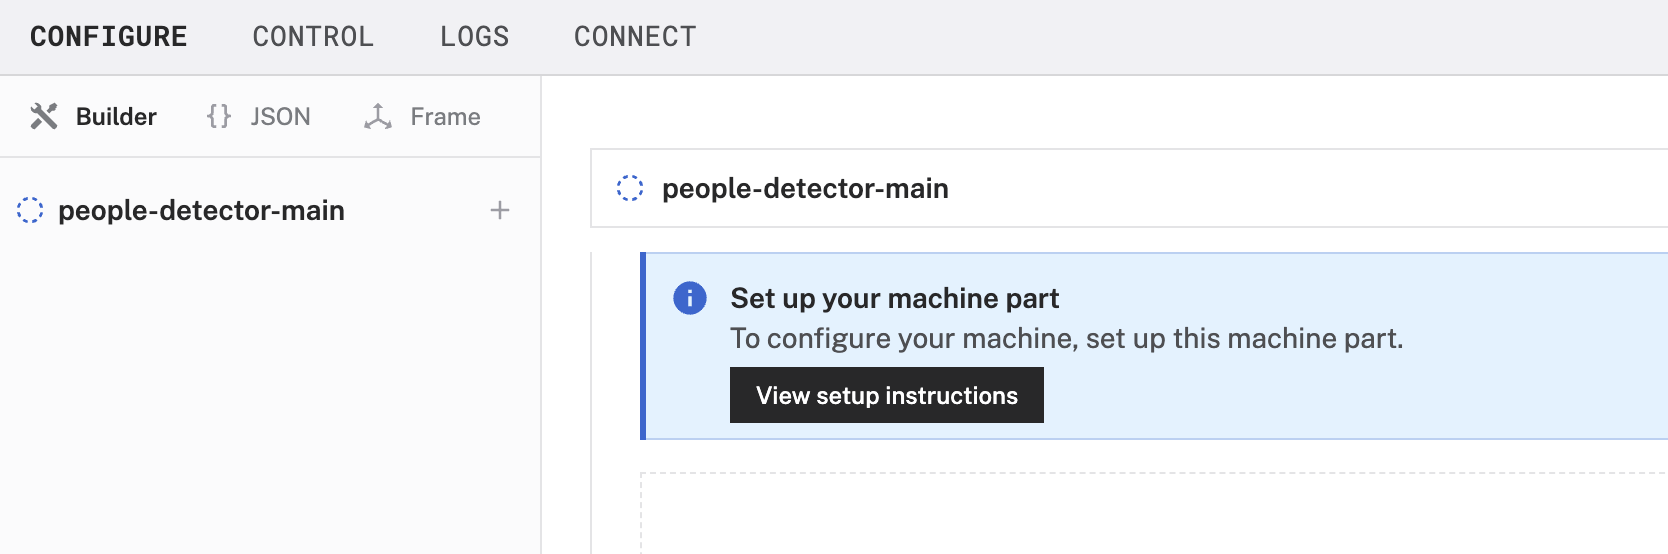 CONFIGURE CONTROL LOGS CONNECT
Builder {} JSON Frame
people-detector-main +
people-detector-main
Set up your machine part
To configure your machine, set up this machine part.
View setup instructions